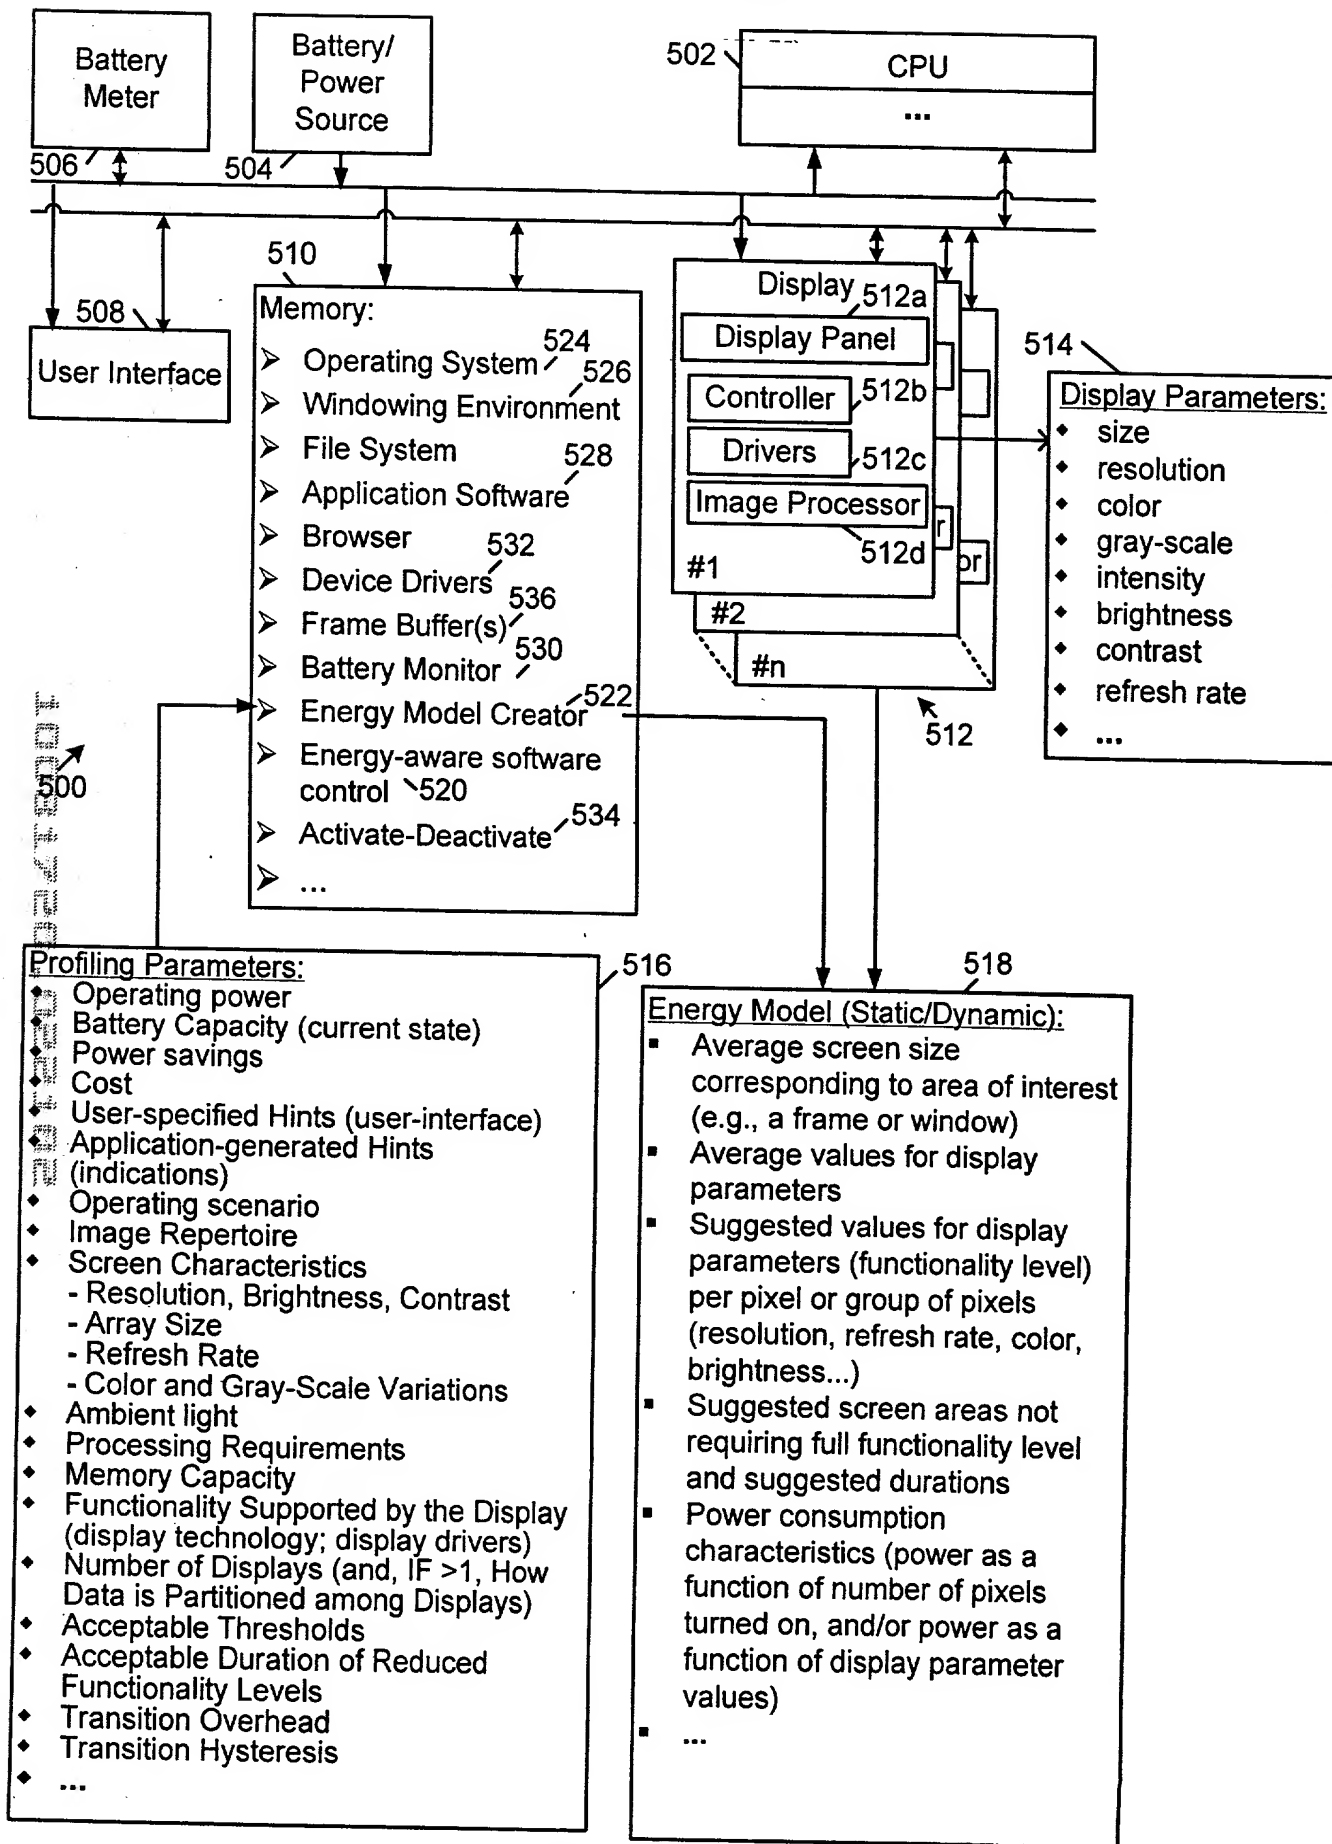 Battery
Meter
506
Battery/
Power
Source
504
502
CPU
...
510
508
User Interface
Memory:
Operating System 524
Windowing Environment 526
File System
Application Software 528
Browser
Device Drivers 532
Frame Buffer(s) 536
Battery Monitor 530
Energy Model Creator 522
Energy-aware software
control 520
Activate-Deactivate 534
...
Display
512a
Display Panel
Controller 512b
Drivers 512c
Image Processor
512d
r
or
#1
#2
#n
512
514
Display Parameters:
size
resolution
color
gray-scale
intensity
brightness
contrast
refresh rate
...
500
516
Profiling Parameters:
Operating power
Battery Capacity (current state)
Power savings
Cost
User-specified Hints (user-interface)
Application-generated Hints
(indications)
Operating scenario
Image Repertoire
Screen Characteristics
- Resolution, Brightness, Contrast
- Array Size
- Refresh Rate
- Color and Gray-Scale Variations
Ambient light
Processing Requirements
Memory Capacity
Functionality Supported by the Display
(display technology; display drivers)
Number of Displays (and, IF >1, How
Data is Partitioned among Displays)
Acceptable Thresholds
Acceptable Duration of Reduced
Functionality Levels
Transition Overhead
Transition Hysteresis
...
518
Energy Model (Static/Dynamic):
Average screen size
corresponding to area of interest
(e.g., a frame or window)
Average values for display
parameters
Suggested values for display
parameters (functionality level)
per pixel or group of pixels
(resolution, refresh rate, color,
brightness...)
Suggested screen areas not
requiring full functionality level
and suggested durations
Power consumption
characteristics (power as a
function of number of pixels
turned on, and/or power as a
function of display parameter
values)
...